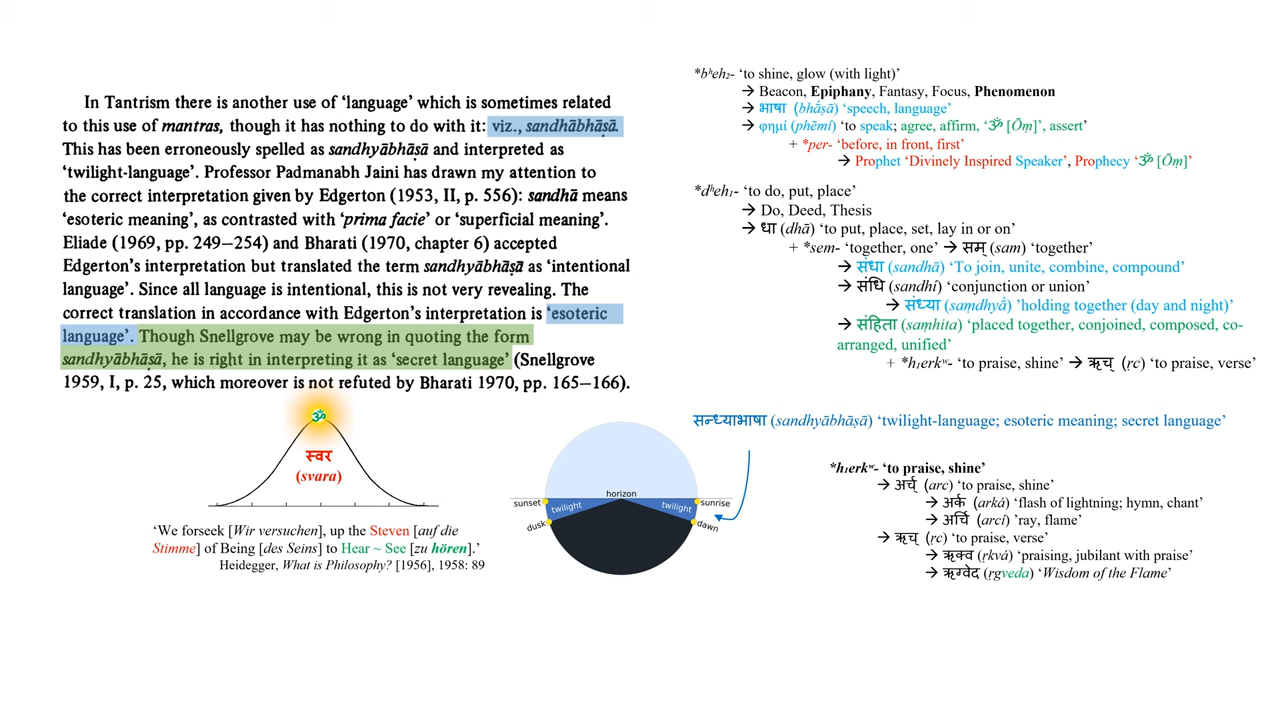 In Tantrism there is another use of ‘language’ which is sometimes related
to this use of mantras, though it has nothing to do with it: viz., sandhābhāṣā.
This has been erroneously spelled as sandhyābhāṣā and interpreted as
‘twilight-language’. Professor Padmanabh Jaini has drawn my attention to
the correct interpretation given by Edgerton (1953, II, p. 556): sandhā means
‘esoteric meaning’, as contrasted with ‘prima facie’ or ‘superficial meaning’.
Eliade (1969, pp. 249–254) and Bharati (1970, chapter 6) accepted
Edgerton’s interpretation but translated the term sandhyābhāṣā as ‘intentional
language’. Since all language is intentional, this is not very revealing. The
correct translation in accordance with Edgerton’s interpretation is ‘esoteric
language’. Though Snellgrove may be wrong in quoting the form
sandhyābhāṣā, he is right in interpreting it as ‘secret language’ (Snellgrove
1959, I, p. 25, which moreover is not refuted by Bharati 1970, pp. 165–166).
ॐ
स्वर
(svara)
‘We forseek [Wir versuchen], up the Steven [auf die
Stimme] of Being [des Seins] to Hear ~ See [zu hören].’
Heidegger, What is Philosophy? [1956], 1958: 89
horizon
sunset
twilight
twilight
sunrise
dusk
dawn
*bʰeh₂- ‘to shine, glow (with light)’
→ Beacon, Epiphany, Fantasy, Focus, Phenomenon
→ भाषा (bhā́ṣā) ‘speech, language’
→ φημί (phēmí) ‘to speak; agree, affirm, ‘ॐ [Ōṃ]’, assert’
+ *per- ‘before, in front, first’
→ Prophet ‘Divinely Inspired Speaker’, Prophecy ‘ॐ [Ōṃ]’
*dʰeh₁- ‘to do, put, place’
→ Do, Deed, Thesis
→ धा (dhā) ‘to put, place, set, lay in or on’
+ *sem- ‘together, one’ → सम् (sam) ‘together’
→ संधा (sandhā) ‘To join, unite, combine, compound’
→ संधि (sandhí) ‘conjunction or union’
→ संध्या (saṃdhyā́) ’holding together (day and night)’
→ संहिता (saṃhita) ‘placed together, conjoined, composed, co-
arranged, unified’
+ *h₁erkʷ- ‘to praise, shine’ → ऋच् (ṛc) ‘to praise, verse’
सन्ध्याभाषा (sandhyābhāṣā) ‘twilight-language; esoteric meaning; secret language’
*h₁erkʷ- ‘to praise, shine’
→ अर्च् (arc) ‘to praise, shine’
→ अर्क (arká) ‘flash of lightning; hymn, chant’
→ अर्चि (arcí) ’ray, flame’
→ ऋच् (ṛc) ‘to praise, verse’
→ ऋक्व (ṛkvá) ‘praising, jubilant with praise’
→ ऋग्वेद (ṛgveda) ‘Wisdom of the Flame’